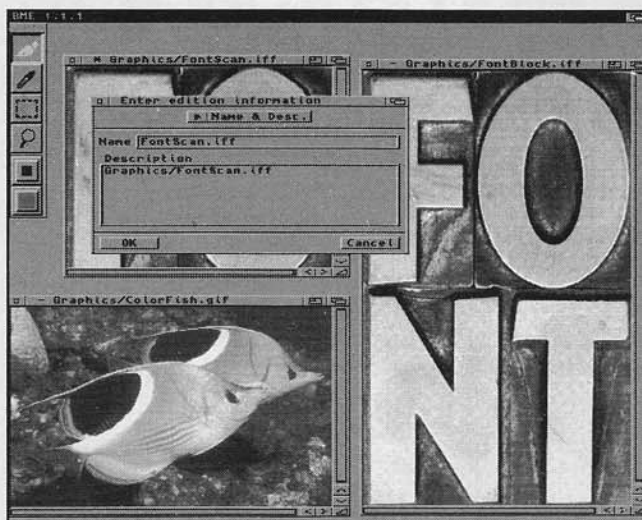 BME 1.1.1
Graphics/FontScan.iff
Graphics/FontBlock.iff
Enter edition information
Name & Desc.
Name FontScan.iff
Description
Graphics/FontScan.iff
OK Cancel
FO
NT
Graphics/ColorFish.gif